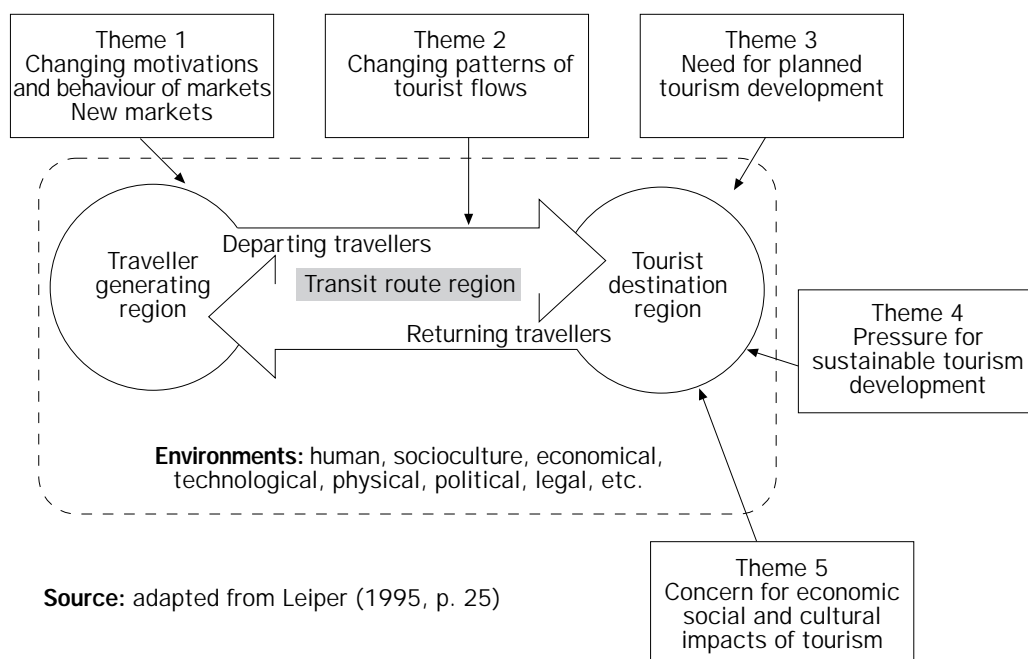 Theme 1
Changing motivations
and behaviour of markets
New markets
Theme 2
Changing patterns of
tourist flows
Theme 3
Need for planned
tourism development
Departing travellers
Traveller
generating
region
Transit route region
Tourist
destination
region
Returning travellers
Theme 4
Pressure for
sustainable tourism
development
Environments: human, socioculture, economical,
technological, physical, political, legal, etc.
Theme 5
Concern for economic
social and cultural
impacts of tourism
Source: adapted from Leiper (1995, p. 25)